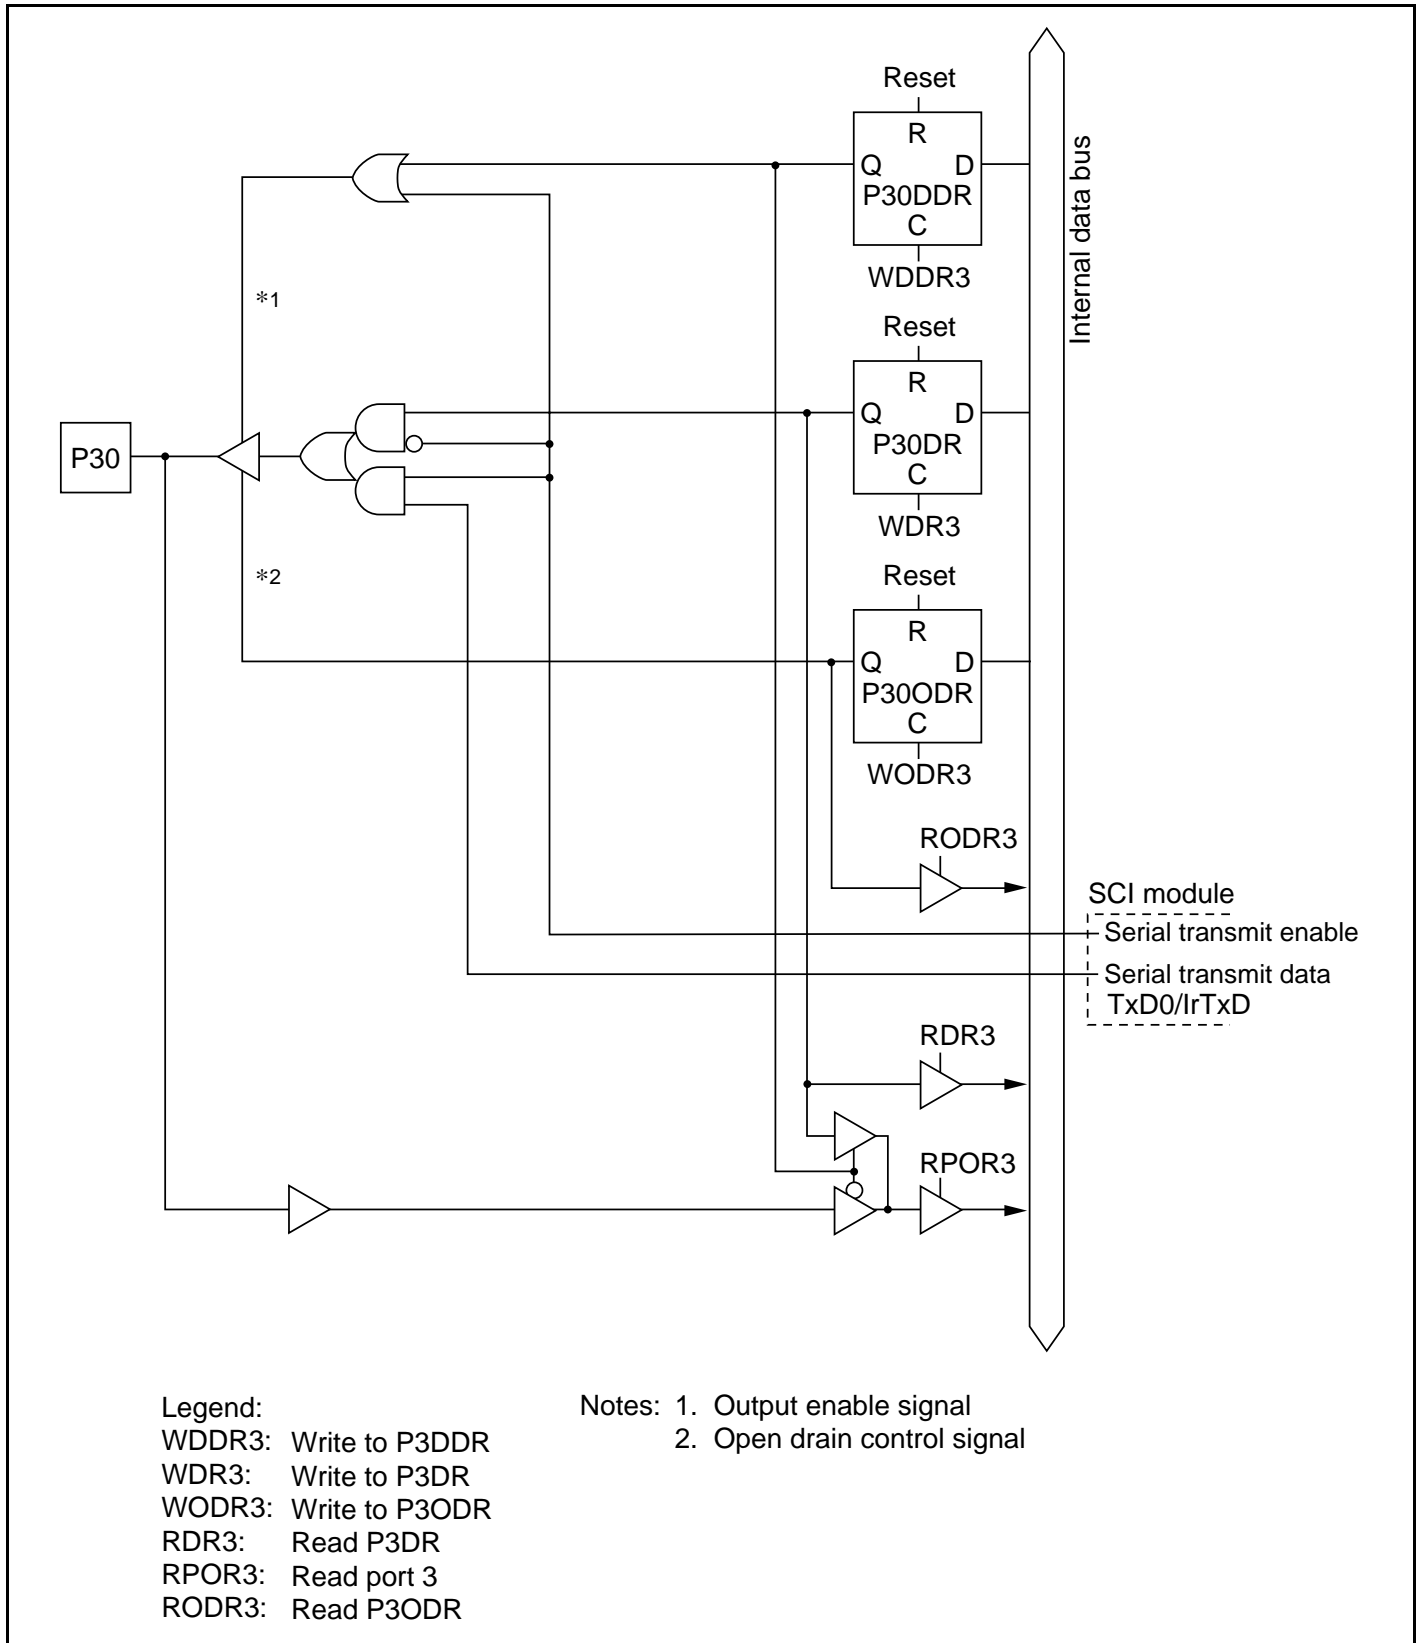 Reset
R
Q D
P30DDR
C
WDDR3
Internal data bus
*1
Reset
R
Q D
P30DR
C
WDR3
P30
*2
Reset
R
Q D
P30ODR
C
WODR3
RODR3
SCI module
Serial transmit enable
Serial transmit data
TxD0/IrTxD
RDR3
RPOR3
Legend:
WDDR3: Write to P3DDR
WDR3: Write to P3DR
WODR3: Write to P3ODR
RDR3: Read P3DR
RPOR3: Read port 3
RODR3: Read P3ODR
Notes: 1. Output enable signal
2. Open drain control signal